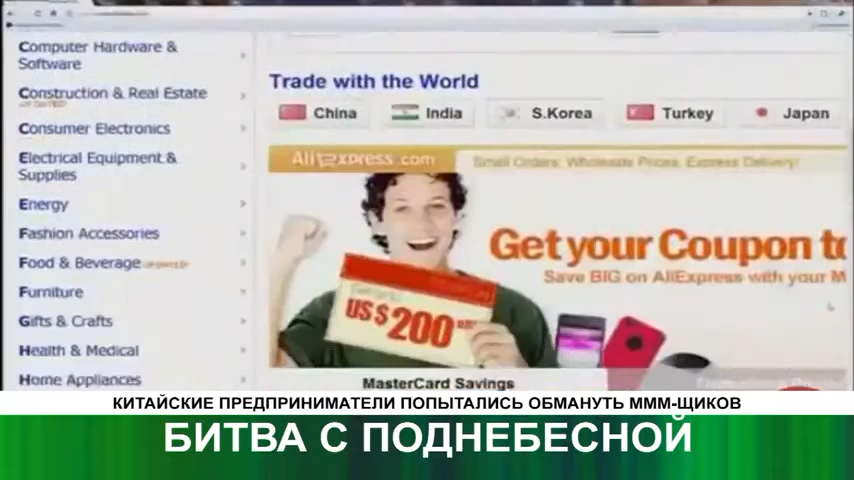 Computer Hardware &
Software
Construction & Real Estate
UPDATED
Consumer Electronics
Electrical Equipment &
Supplies
Energy
Fashion Accessories
Food & Beverage UPDATED
Furniture
Gifts & Crafts
Health & Medical
Home Appliances
Trade with the World
China India S.Korea Turkey Japan
AliExpress.com Small Orders, Wholesale Prices, Express Delivery!
Get your Coupon to
Save BIG on AliExpress with your M
US $200
MasterCard Savings
КИТАЙСКИЕ ПРЕДПРИНИМАТЕЛИ ПОПЫТАЛИСЬ ОБМАНУТЬ МММ-ЩИКОВ
БИТВА С ПОДНЕБЕСНОЙ